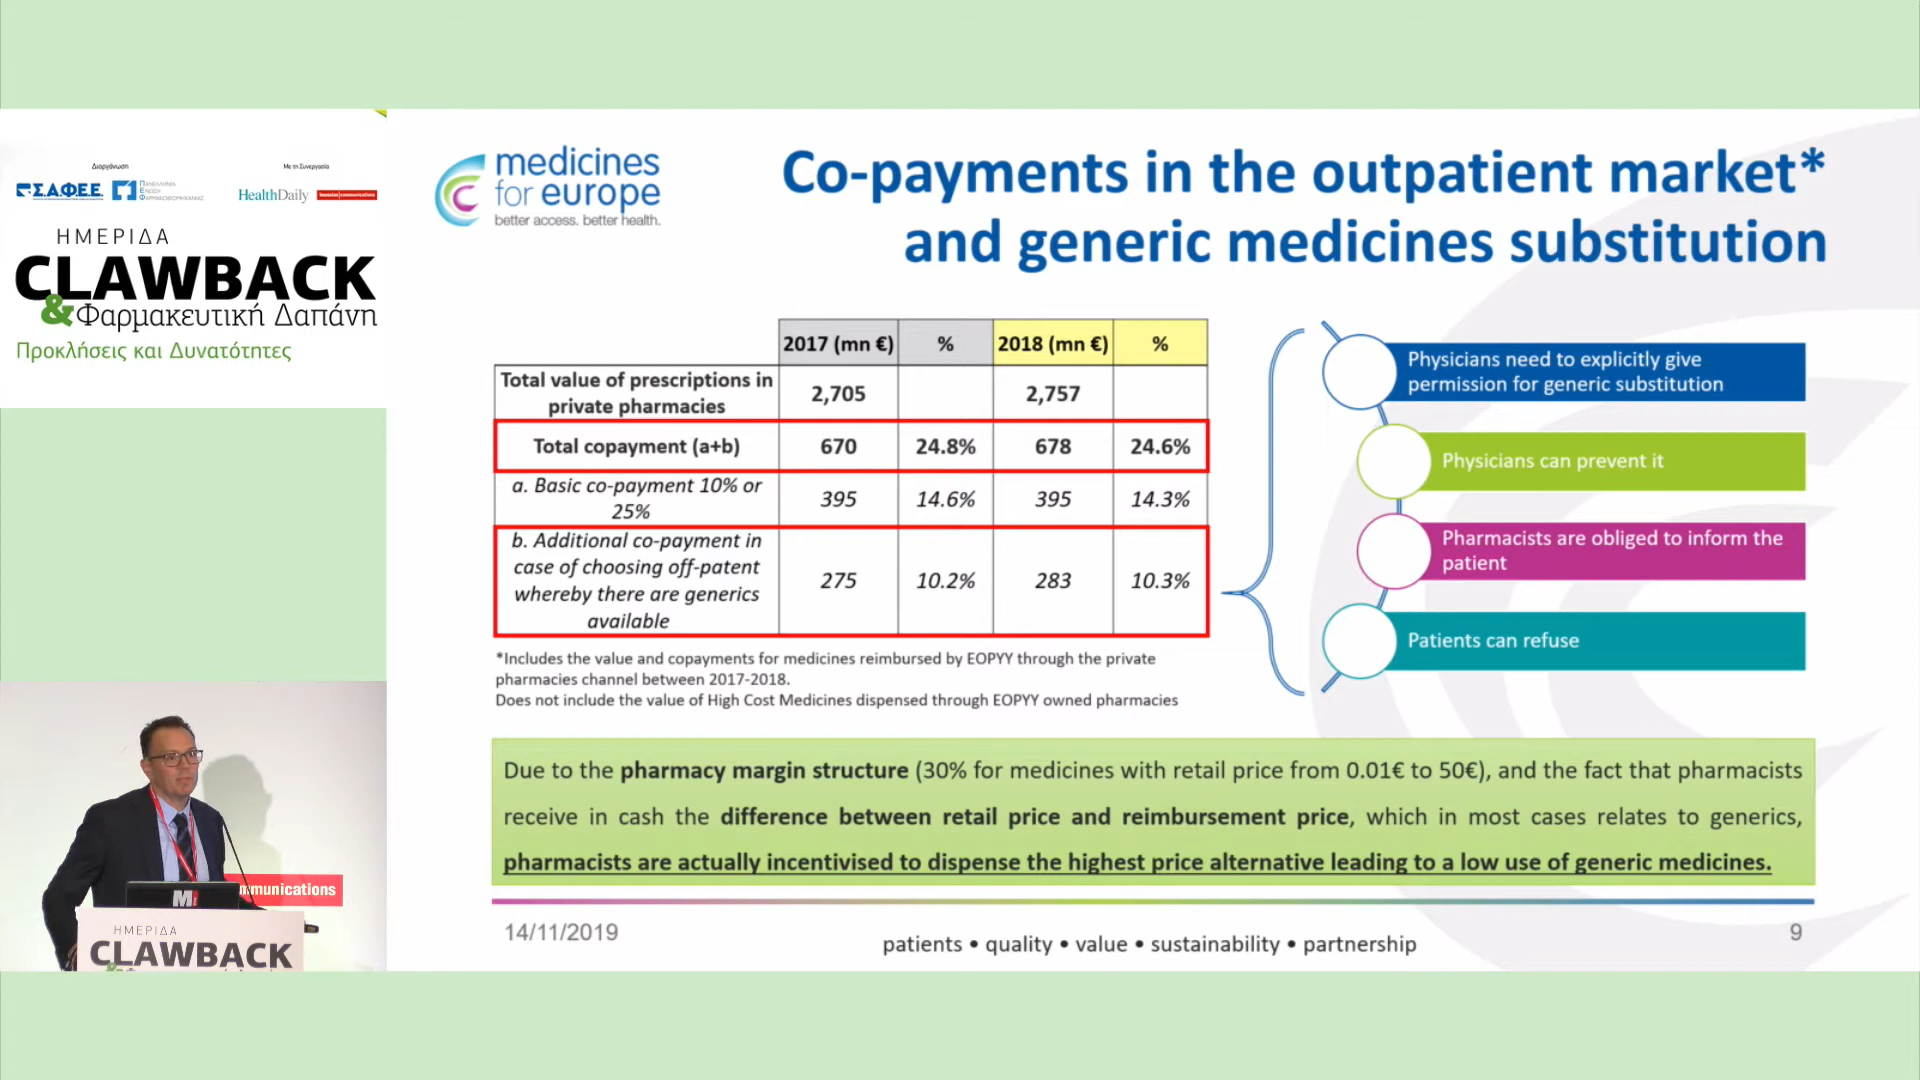 Διοργάνωση
Με τη Συνεργασία
Σ.Α.Φ.Ε.Ε.
ΠΑΝΕΛΛΗΝΙΑ
ΕΝΩΣΗ
ΦΑΡΜΑΚΟΒΙΟΜΗΧΑΝΙΑΣ
HealthDaily
ΗΜΕΡΙΔΑ
CLAWBACK
&Φαρμακευτική Δαπάνη
Προκλήσεις και Δυνατότητες
medicines
for europe
better access. better health.
Co-payments in the outpatient market*
and generic medicines substitution
2017 (mn €) % 2018 (mn €) %
Total value of prescriptions in
private pharmacies
2,705 2,757
Total copayment (a+b) 670 24.8% 678 24.6%
a. Basic co-payment 10% or
25%
395 14.6% 395 14.3%
b. Additional co-payment in
case of choosing off-patent
whereby there are generics
available
275 10.2% 283 10.3%
*Includes the value and copayments for medicines reimbursed by EOPYY through the private
pharmacies channel between 2017-2018.
Does not include the value of High Cost Medicines dispensed through EOPYY owned pharmacies
Physicians need to explicitly give
permission for generic substitution
Physicians can prevent it
Pharmacists are obliged to inform the
patient
Patients can refuse
Due to the pharmacy margin structure (30% for medicines with retail price from 0.01€ to 50€), and the fact that pharmacists
receive in cash the difference between retail price and reimbursement price, which in most cases relates to generics,
pharmacists are actually incentivised to dispense the highest price alternative leading to a low use of generic medicines.
14/11/2019
patients • quality • value • sustainability • partnership
9
mmunications
ΗΜΕΡΙΔΑ
CLAWBACK